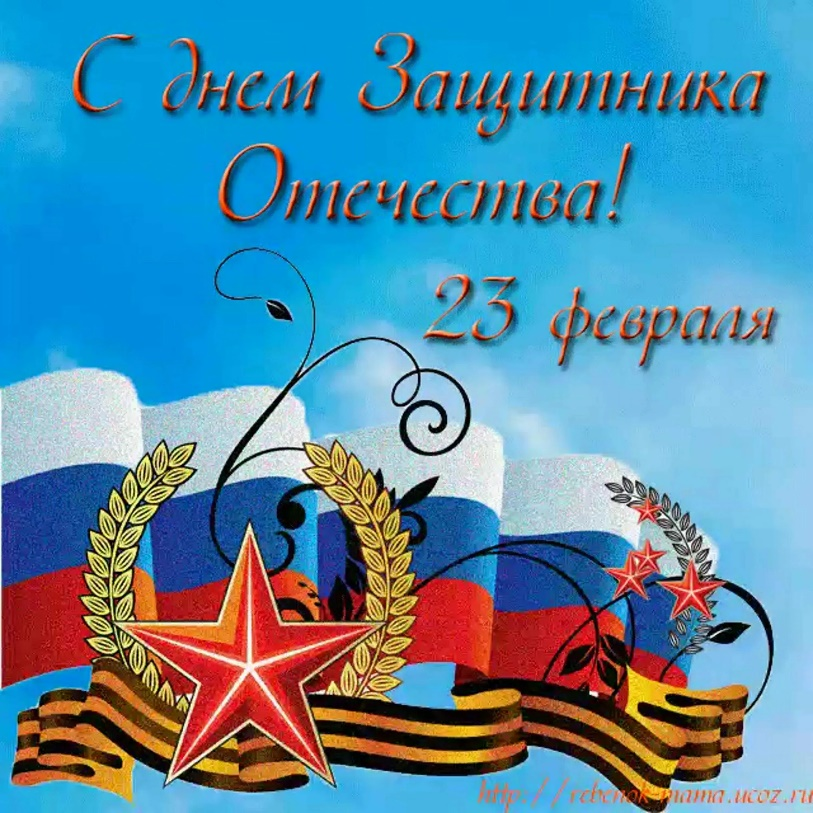 С днем Защитника
Отечества!
23 февраля
http://rebenok-mama.ucoz.ru